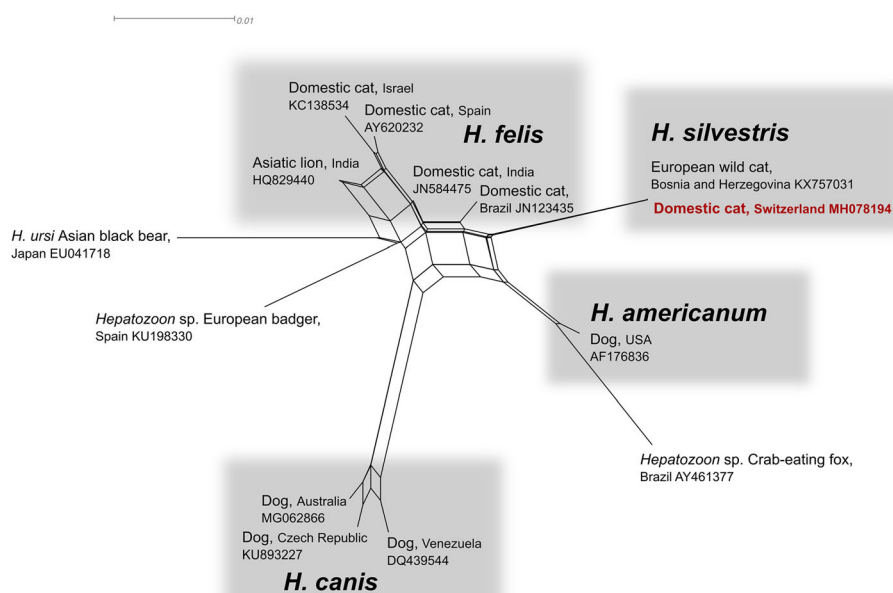 0.01
Domestic cat, Israel
KC138534
Domestic cat, Spain
AY620232
H. felis
Asiatic lion, India
HQ829440
Domestic cat, India
JN584475
Domestic cat,
Brazil JN123435
H. silvestris
European wild cat,
Bosnia and Herzegovina KX757031
Domestic cat, Switzerland MH078194
H. ursi Asian black bear,
Japan EU041718
Hepatozoon sp. European badger,
Spain KU198330
H. americanum
Dog, USA
AF176836
Hepatozoon sp. Crab-eating fox,
Brazil AY461377
Dog, Australia
MG062866
Dog, Czech Republic
KU893227
Dog, Venezuela
DQ439544
H. canis